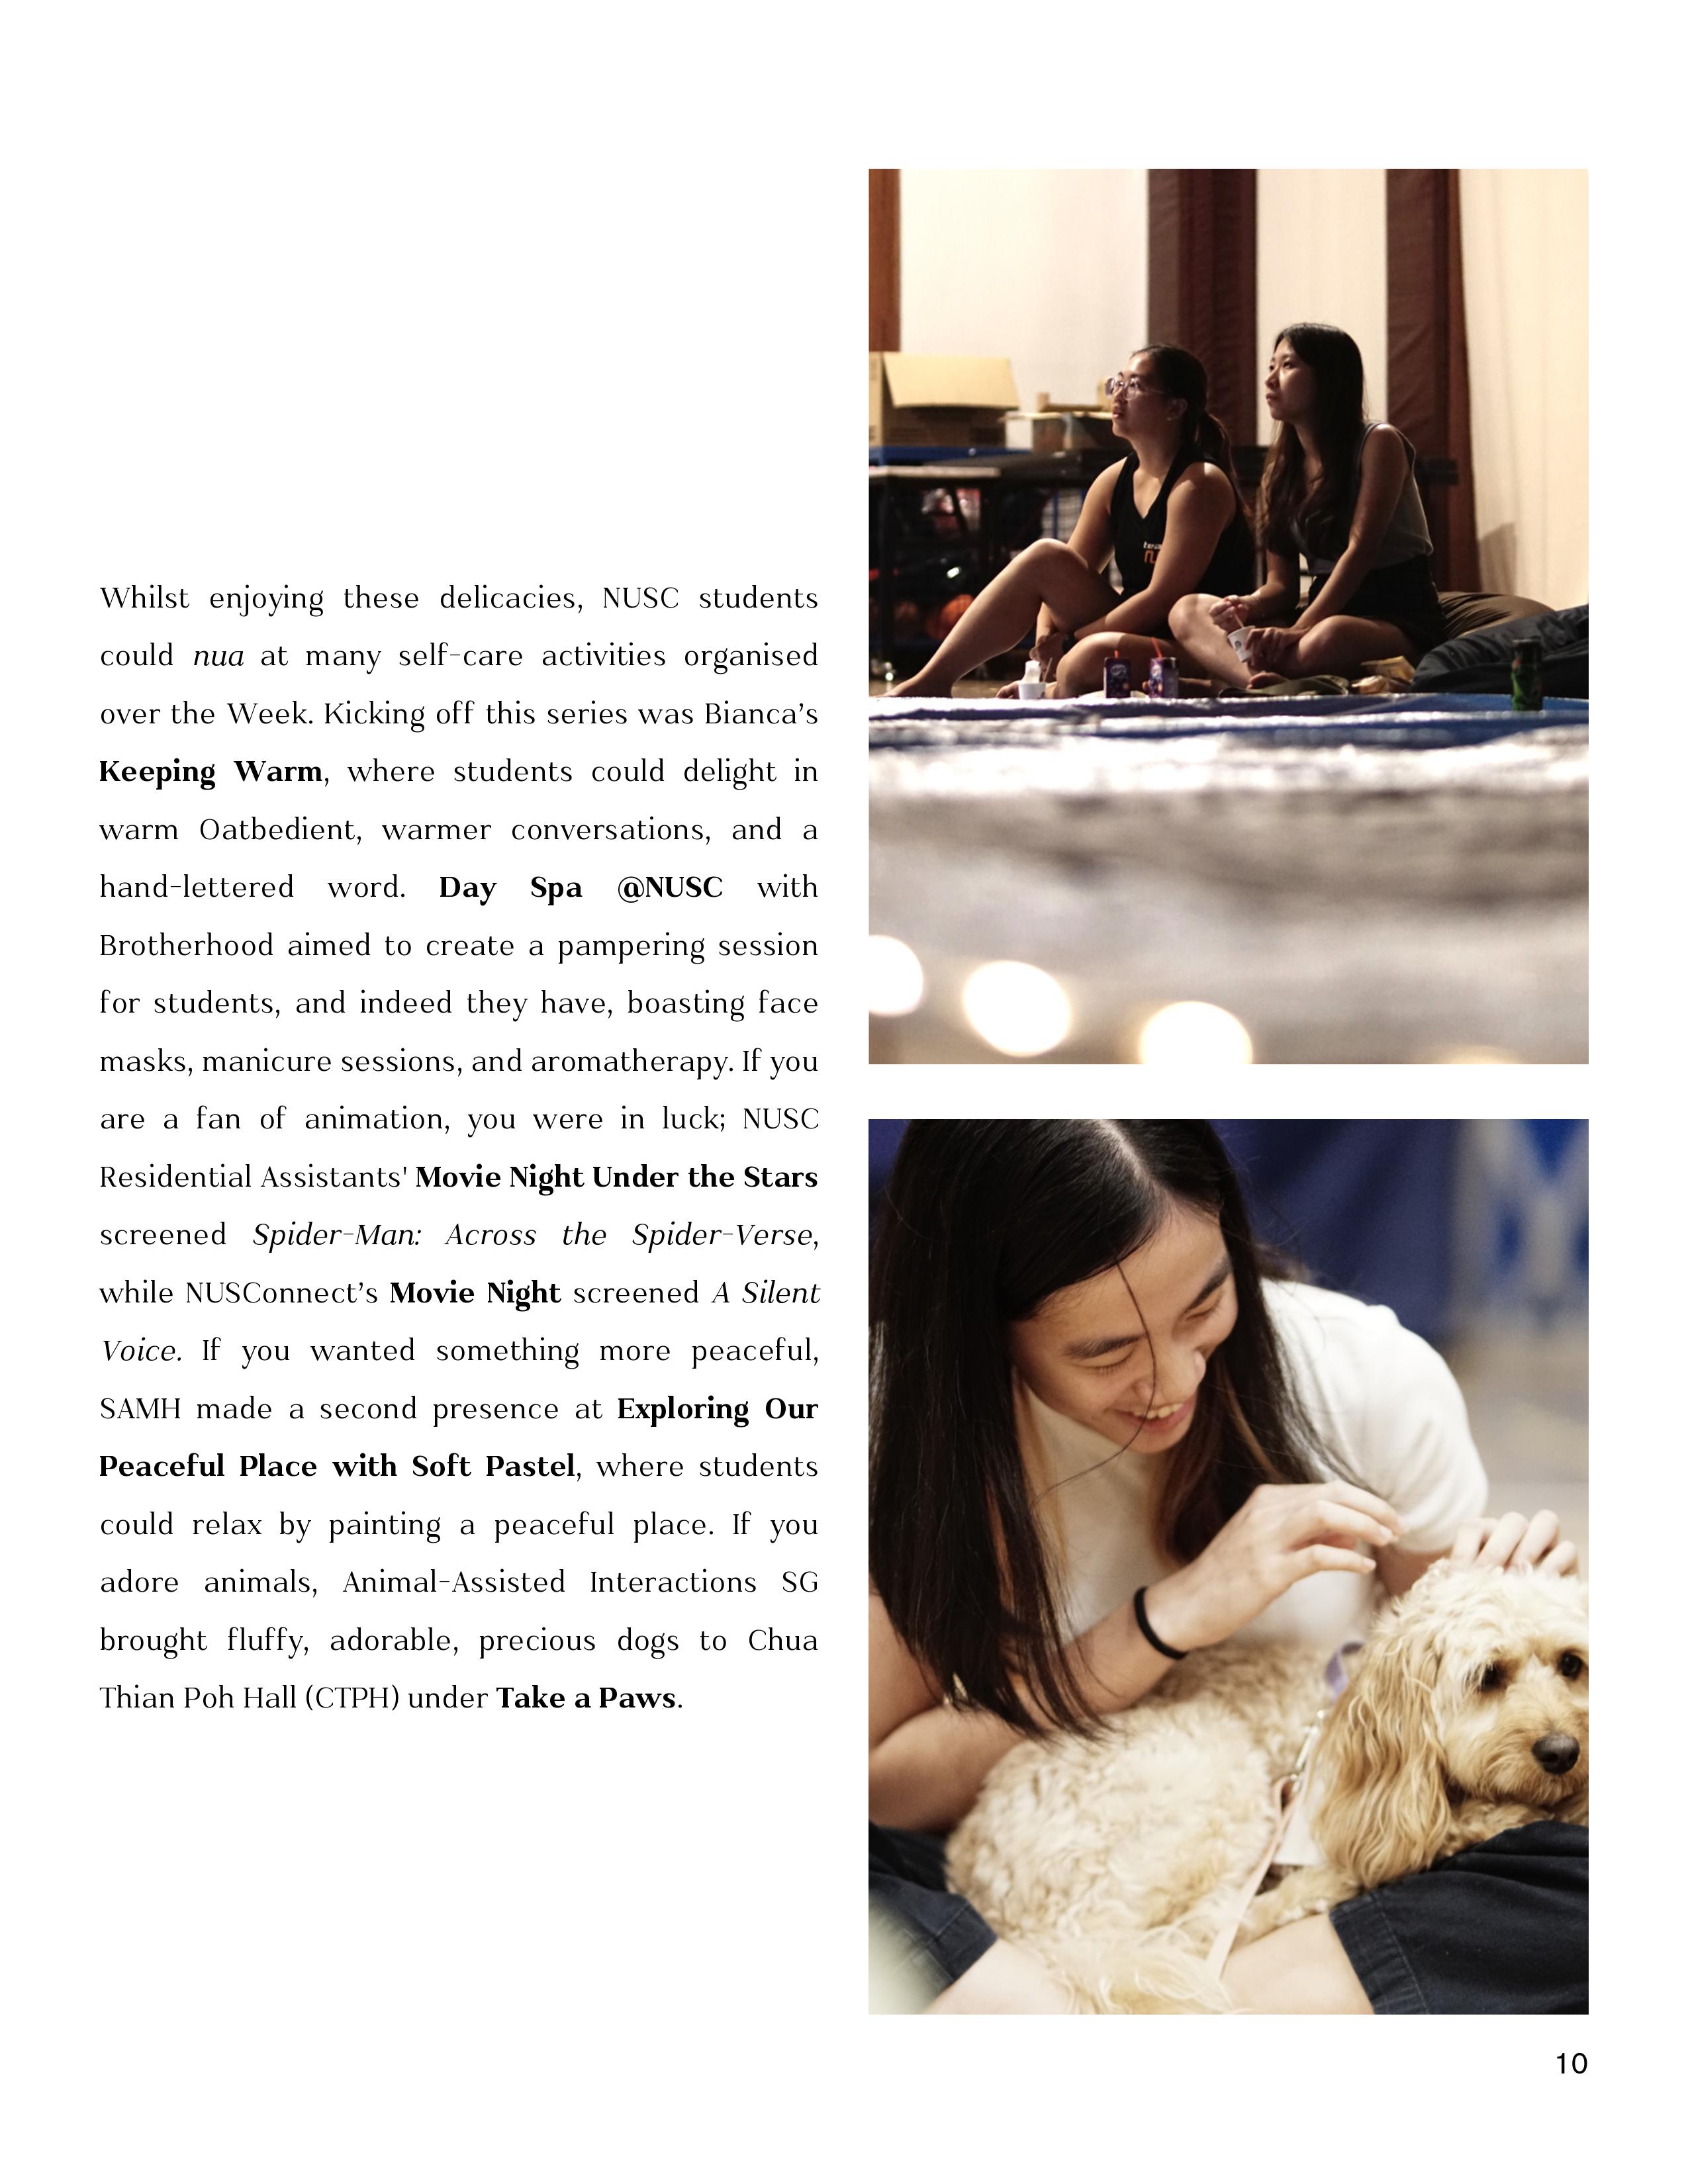 Whilst enjoying these delicacies, NUSC students
could nua at many self-care activities organised
over the Week. Kicking off this series was Bianca’s
Keeping Warm, where students could delight in
warm Oatbedient, warmer conversations, and a
hand-lettered word. Day Spa @NUSC with
Brotherhood aimed to create a pampering session
for students, and indeed they have, boasting face
masks, manicure sessions, and aromatherapy. If you
are a fan of animation, you were in luck; NUSC
Residential Assistants' Movie Night Under the Stars
screened Spider-Man: Across the Spider-Verse,
while NUSConnect’s Movie Night screened A Silent
Voice. If you wanted something more peaceful,
SAMH made a second presence at Exploring Our
Peaceful Place with Soft Pastel, where students
could relax by painting a peaceful place. If you
adore animals, Animal-Assisted Interactions SG
brought fluffy, adorable, precious dogs to Chua
Thian Poh Hall (CTPH) under Take a Paws.
10